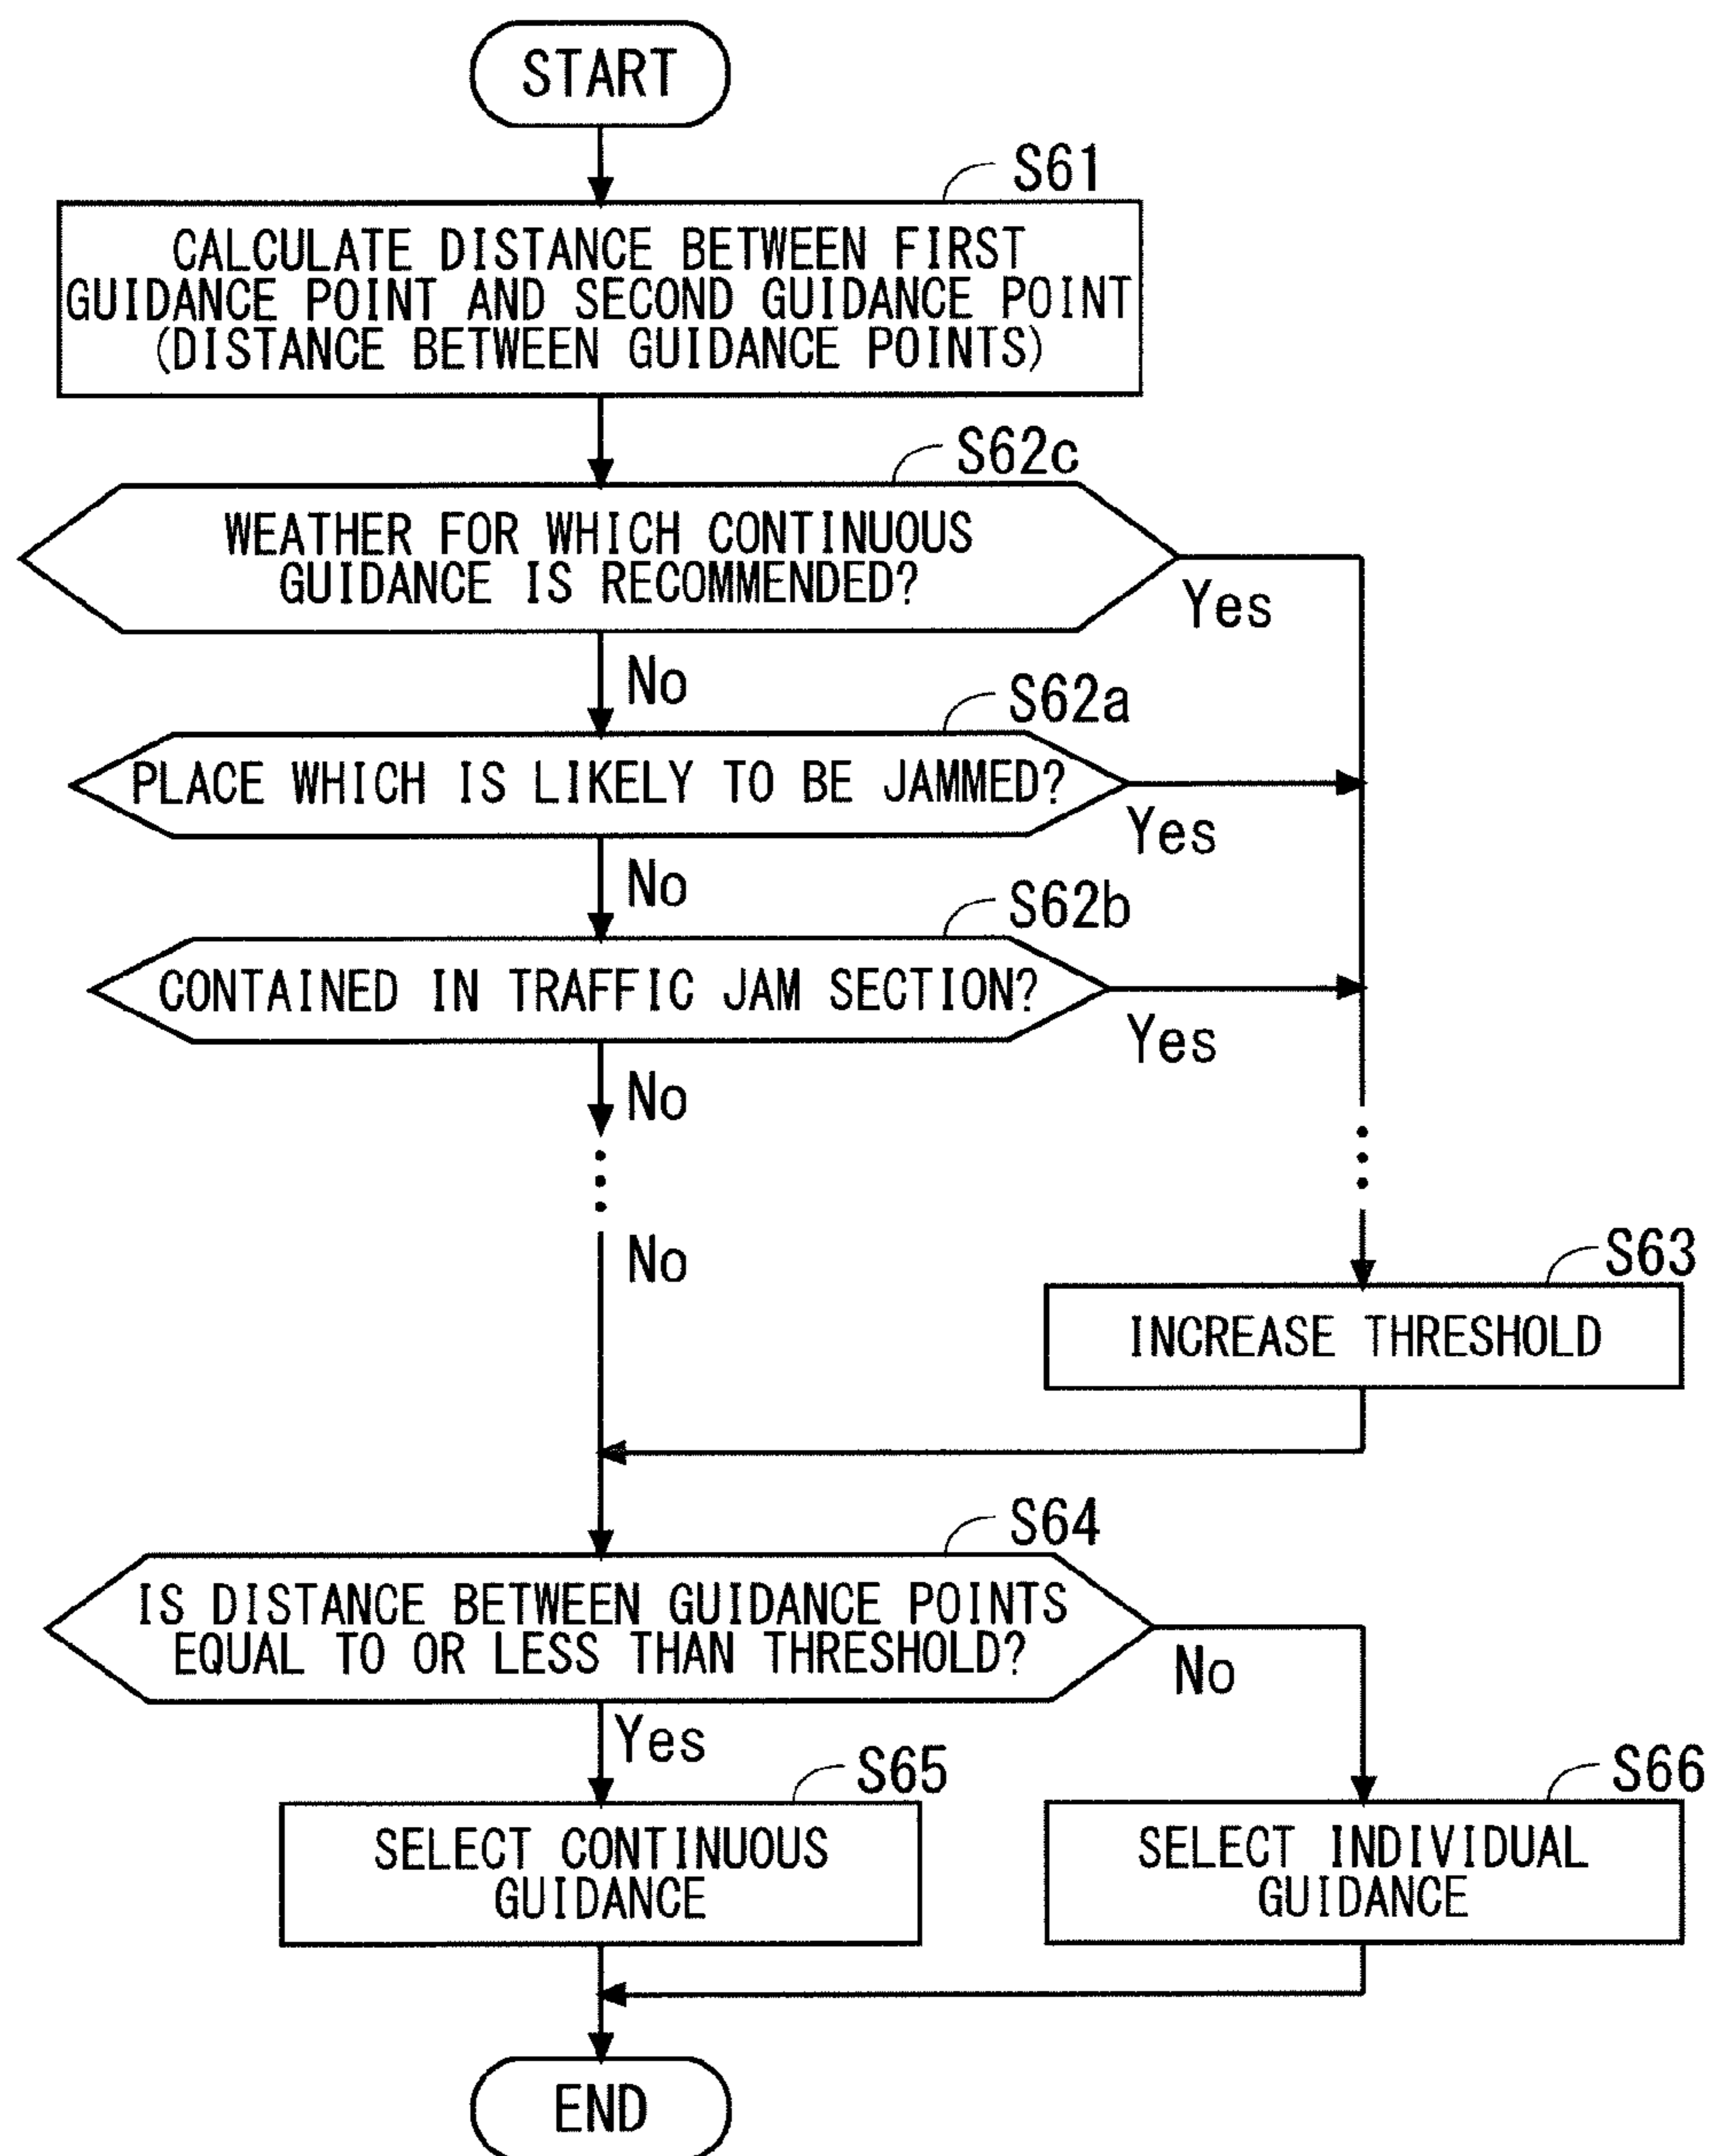 START
S61
CALCULATE DISTANCE BETWEEN FIRST
GUIDANCE POINT AND SECOND GUIDANCE POINT
(DISTANCE BETWEEN GUIDANCE POINTS)
S62c
WEATHER FOR WHICH CONTINUOUS
GUIDANCE IS RECOMMENDED?
Yes
No
S62a
PLACE WHICH IS LIKELY TO BE JAMMED?
Yes
No
S62b
CONTAINED IN TRAFFIC JAM SECTION?
Yes
No
No
S63
INCREASE THRESHOLD
S64
IS DISTANCE BETWEEN GUIDANCE POINTS
EQUAL TO OR LESS THAN THRESHOLD?
No
Yes
S65
SELECT CONTINUOUS
GUIDANCE
S66
SELECT INDIVIDUAL
GUIDANCE
END